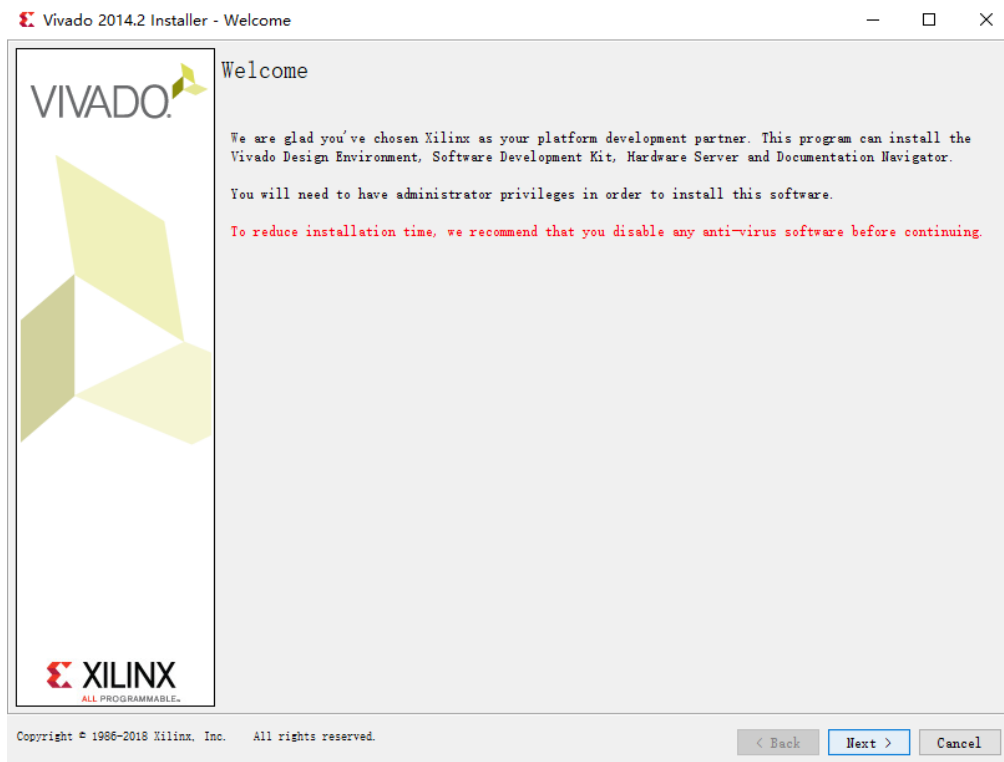 Vivado 2014.2 Installer - Welcome
VIVADO.
Welcome
We are glad you've chosen Xilinx as your platform development partner. This program can install the
Vivado Design Environment, Software Development Kit, Hardware Server and Documentation Navigator.
You will need to have administrator privileges in order to install this software.
To reduce installation time, we recommend that you disable any anti-virus software before continuing.
XILINX
ALL PROGRAMMABLE™
Copyright © 1986-2018 Xilinx, Inc. All rights reserved.
< Back Next > Cancel